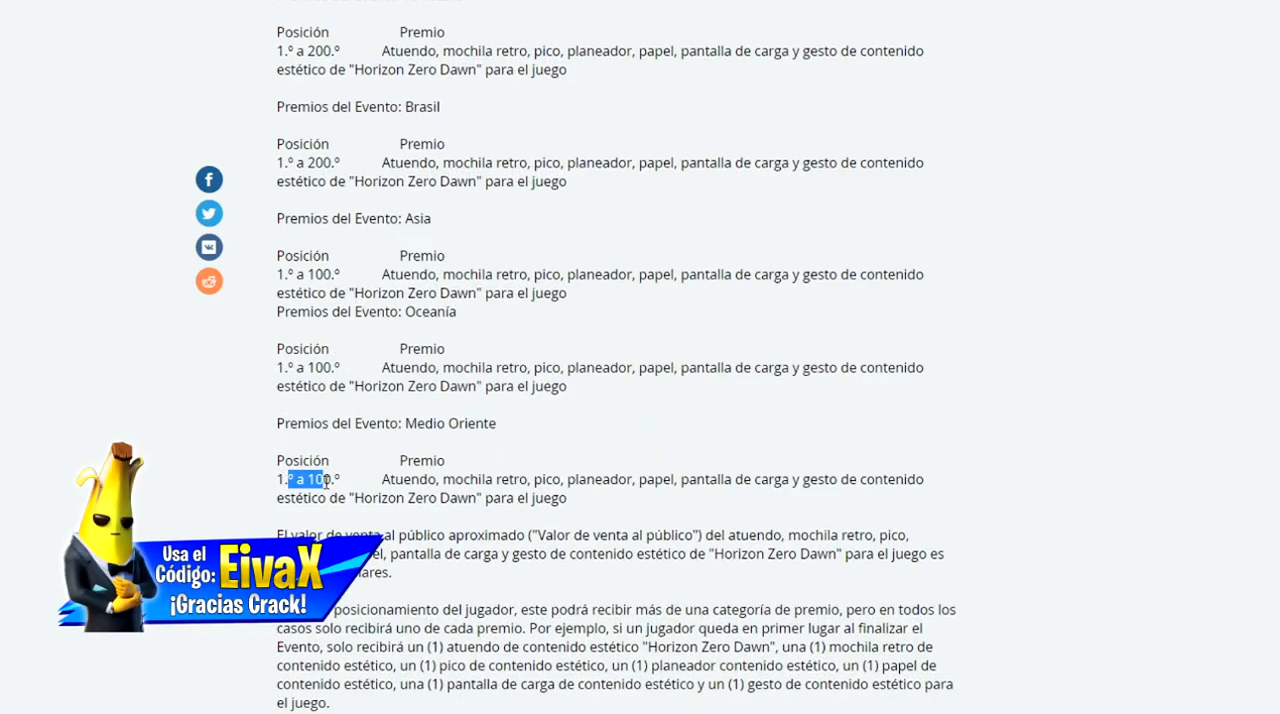 Posición Premio
1.º a 200.º Atuendo, mochila retro, pico, planeador, papel, pantalla de carga y gesto de contenido
estético de "Horizon Zero Dawn" para el juego
Premios del Evento: Brasil
Posición Premio
1.º a 200.º Atuendo, mochila retro, pico, planeador, papel, pantalla de carga y gesto de contenido
estético de "Horizon Zero Dawn" para el juego
Premios del Evento: Asia
Posición Premio
1.º a 100.º Atuendo, mochila retro, pico, planeador, papel, pantalla de carga y gesto de contenido
estético de "Horizon Zero Dawn" para el juego
Premios del Evento: Oceanía
Posición Premio
1.º a 100.º Atuendo, mochila retro, pico, planeador, papel, pantalla de carga y gesto de contenido
estético de "Horizon Zero Dawn" para el juego
Premios del Evento: Medio Oriente
Posición Premio
1.º a 100.º Atuendo, mochila retro, pico, planeador, papel, pantalla de carga y gesto de contenido
estético de "Horizon Zero Dawn" para el juego
El valor de venta al público aproximado ("Valor de venta al público") del atuendo, mochila retro, pico,
pantalla de carga y gesto de contenido estético de "Horizon Zero Dawn" para el juego es
posicionamiento del jugador, este podrá recibir más de una categoría de premio, pero en todos los
casos solo recibirá uno de cada premio. Por ejemplo, si un jugador queda en primer lugar al finalizar el
Evento, solo recibirá un (1) atuendo de contenido estético "Horizon Zero Dawn", una (1) mochila retro de
contenido estético, un (1) pico de contenido estético, un (1) planeador contenido estético, un (1) papel de
contenido estético, una (1) pantalla de carga de contenido estético y un (1) gesto de contenido estético para
el juego.
Usa el
Código: EivaX
¡Gracias Crack!